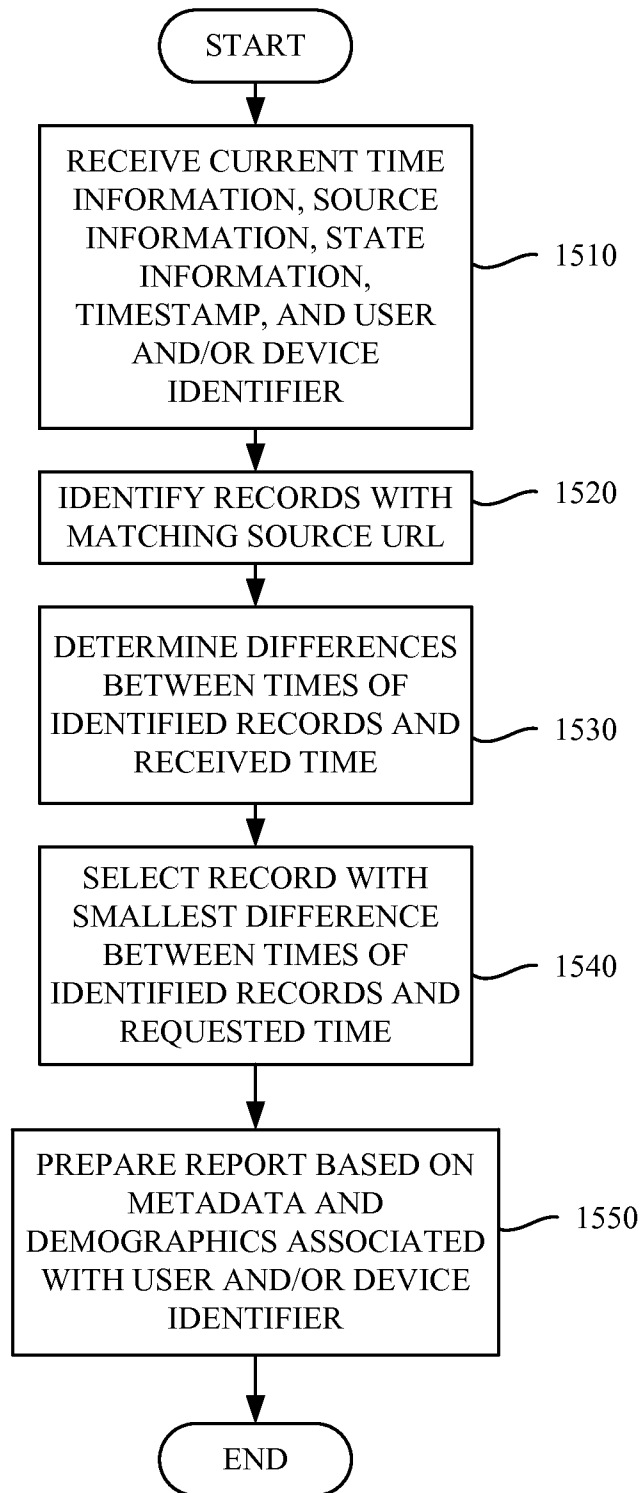 START
RECEIVE CURRENT TIME
INFORMATION, SOURCE
INFORMATION, STATE
INFORMATION,
TIMESTAMP, AND USER
AND/OR DEVICE
IDENTIFIER
1510
IDENTIFY RECORDS WITH
MATCHING SOURCE URL
1520
DETERMINE DIFFERENCES
BETWEEN TIMES OF
IDENTIFIED RECORDS AND
RECEIVED TIME
1530
SELECT RECORD WITH
SMALLEST DIFFERENCE
BETWEEN TIMES OF
IDENTIFIED RECORDS AND
REQUESTED TIME
1540
PREPARE REPORT BASED ON
METADATA AND
DEMOGRAPHICS ASSOCIATED
WITH USER AND/OR DEVICE
IDENTIFIER
1550
END